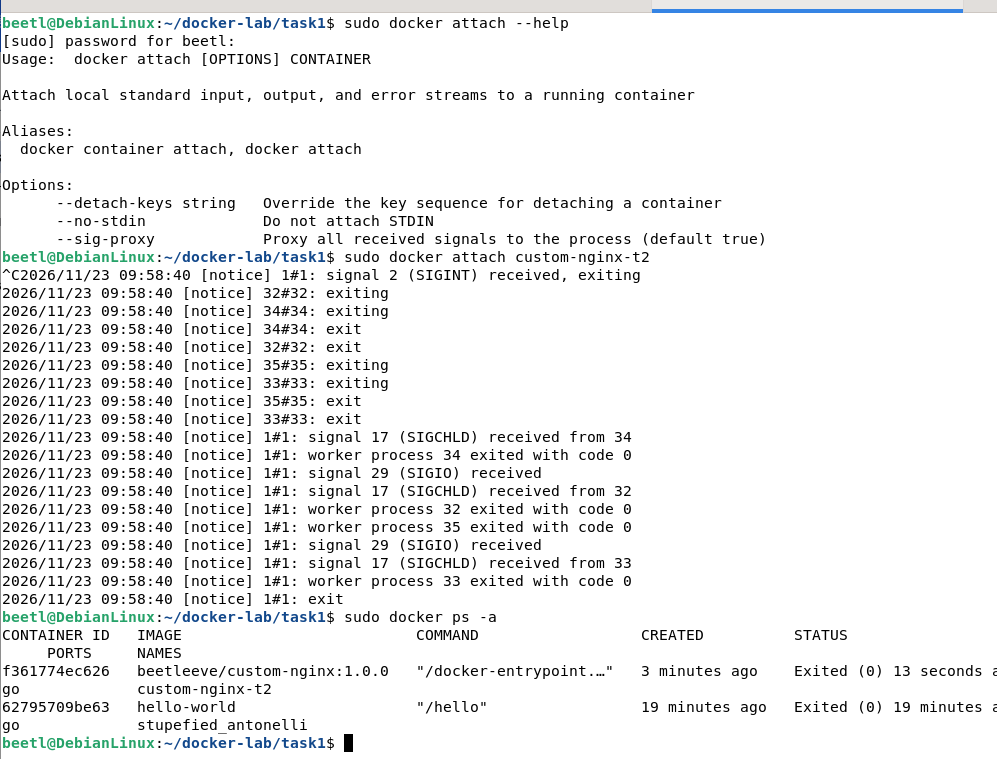 beetl@DebianLinux:~/docker-lab/task1$ sudo docker attach --help
[sudo] password for beetl:
Usage:  docker attach [OPTIONS] CONTAINER
Attach local standard input, output, and error streams to a running container
Aliases:
  docker container attach, docker attach
Options:
      --detach-keys string   Override the key sequence for detaching a container
      --no-stdin             Do not attach STDIN
      --sig-proxy            Proxy all received signals to the process (default true)
beetl@DebianLinux:~/docker-lab/task1$ sudo docker attach custom-nginx-t2
^C2026/11/23 09:58:40 [notice] 1#1: signal 2 (SIGINT) received, exiting
2026/11/23 09:58:40 [notice] 32#32: exiting
2026/11/23 09:58:40 [notice] 34#34: exiting
2026/11/23 09:58:40 [notice] 34#34: exit
2026/11/23 09:58:40 [notice] 32#32: exit
2026/11/23 09:58:40 [notice] 35#35: exiting
2026/11/23 09:58:40 [notice] 33#33: exiting
2026/11/23 09:58:40 [notice] 35#35: exit
2026/11/23 09:58:40 [notice] 33#33: exit
2026/11/23 09:58:40 [notice] 1#1: signal 17 (SIGCHLD) received from 34
2026/11/23 09:58:40 [notice] 1#1: worker process 34 exited with code 0
2026/11/23 09:58:40 [notice] 1#1: signal 29 (SIGIO) received
2026/11/23 09:58:40 [notice] 1#1: signal 17 (SIGCHLD) received from 32
2026/11/23 09:58:40 [notice] 1#1: worker process 32 exited with code 0
2026/11/23 09:58:40 [notice] 1#1: worker process 35 exited with code 0
2026/11/23 09:58:40 [notice] 1#1: signal 29 (SIGIO) received
2026/11/23 09:58:40 [notice] 1#1: signal 17 (SIGCHLD) received from 33
2026/11/23 09:58:40 [notice] 1#1: worker process 33 exited with code 0
2026/11/23 09:58:40 [notice] 1#1: exit
beetl@DebianLinux:~/docker-lab/task1$ sudo docker ps -a
CONTAINER ID   IMAGE                          COMMAND                  CREATED          STATUS
     PORTS     NAMES
f361774ec626   beetleeve/custom-nginx:1.0.0   "/docker-entrypoint.…"   3 minutes ago    Exited (0) 13 seconds a
go             custom-nginx-t2
62795709be63   hello-world                    "/hello"                 19 minutes ago   Exited (0) 19 minutes a
go             stupefied_antonelli
beetl@DebianLinux:~/docker-lab/task1$